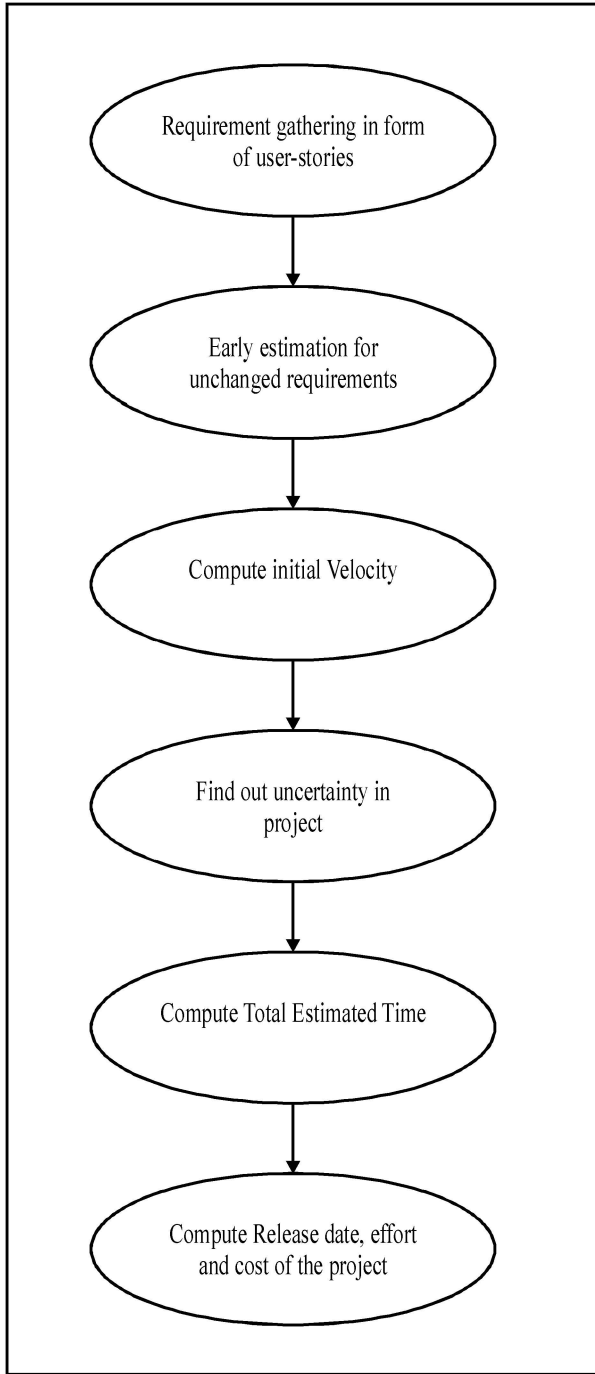 Requirement gathering in form
of user-stories
Early estimation for
unchanged requirements
Compute initial Velocity
Find out uncertainty in
project
Compute Total Estimated Time
Compute Release date, effort
and cost of the project